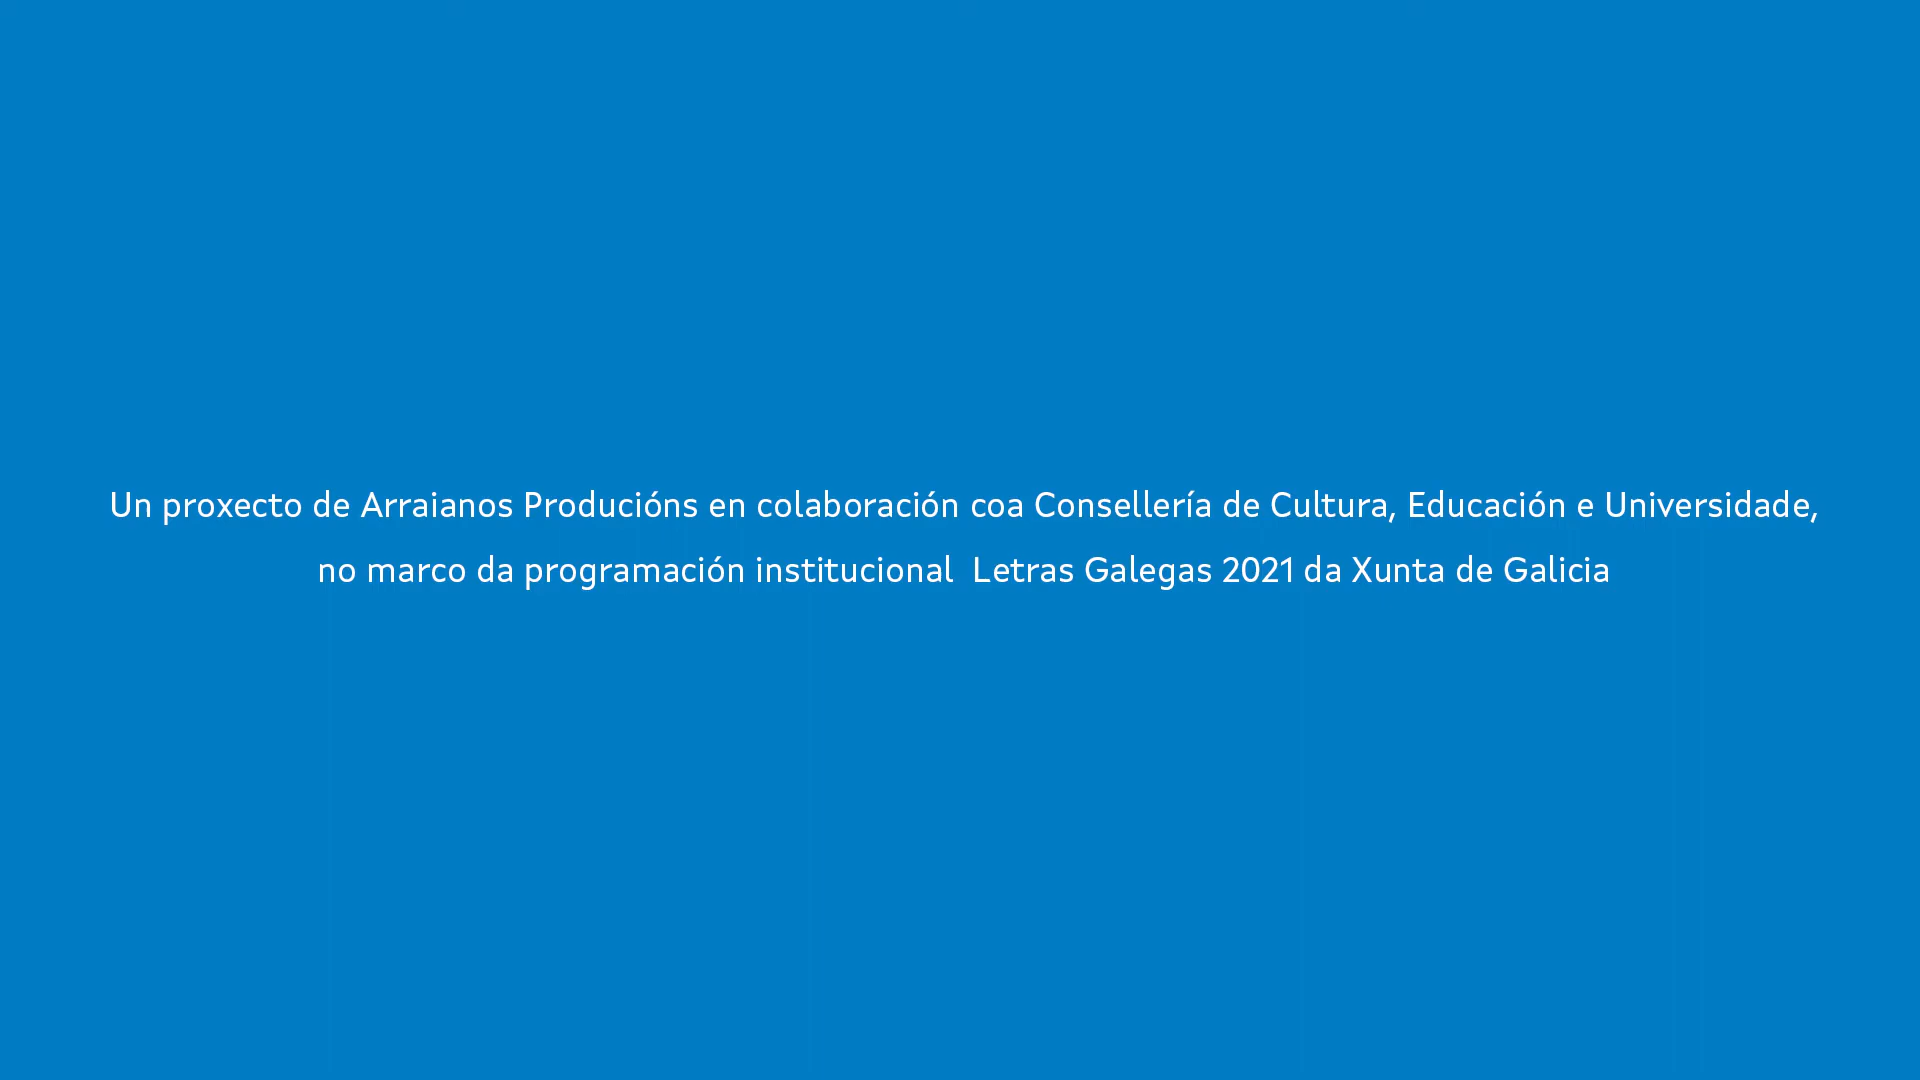 Un proxecto de Arraianos Producións en colaboración coa Consellería de Cultura, Educación e Universidade,
no marco da programación institucional  Letras Galegas 2021 da Xunta de Galicia